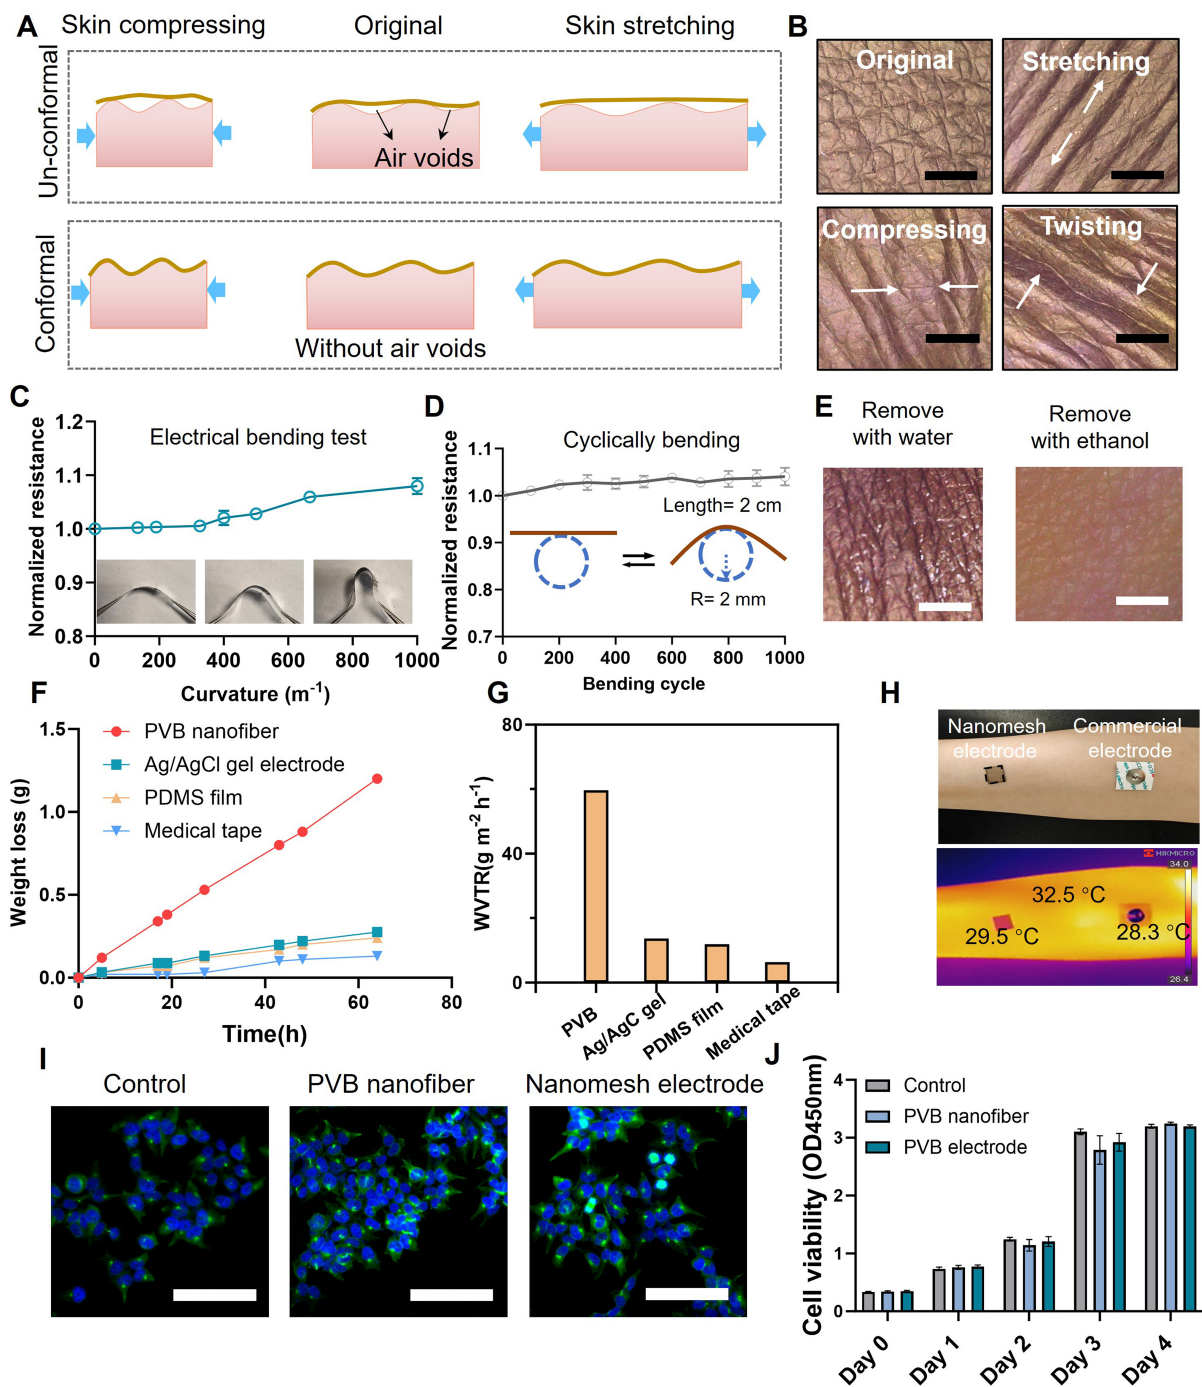 A
Skin compressing
Original
Skin stretching
Un-conformal
Air voids
Conformal
Without air voids
B
Original
Stretching
Compressing
Twisting
C
Normalized resistance
1.2
1.1
1.0
0.9
0.8
Electrical bending test
0 200 400 600 800 1000
Curvature (m⁻¹)
D
Normalized resistance
1.1
1.0
0.9
0.8
0.7
Cyclically bending
Length= 2 cm
R= 2 mm
0 200 400 600 800 1000
Bending cycle
E
Remove
with water
Remove
with ethanol
F
Weight loss (g)
1.5
1.0
0.5
0.0
PVB nanofiber
Ag/AgCl gel electrode
PDMS film
Medical tape
0 20 40 60 80
Time(h)
G
WVTR(g m⁻² h⁻¹)
80
40
0
PVB
Ag/AgC gel
PDMS film
Medical tape
H
Nanomesh
electrode
Commercial
electrode
HIKMICRO
34.0
32.5 °C
29.5 °C
28.3 °C
26.4
I
Control
PVB nanofiber
Nanomesh electrode
J
Cell viability (OD450nm)
4
3
2
1
0
Control
PVB nanofiber
PVB electrode
Day 0
Day 1
Day 2
Day 3
Day 4